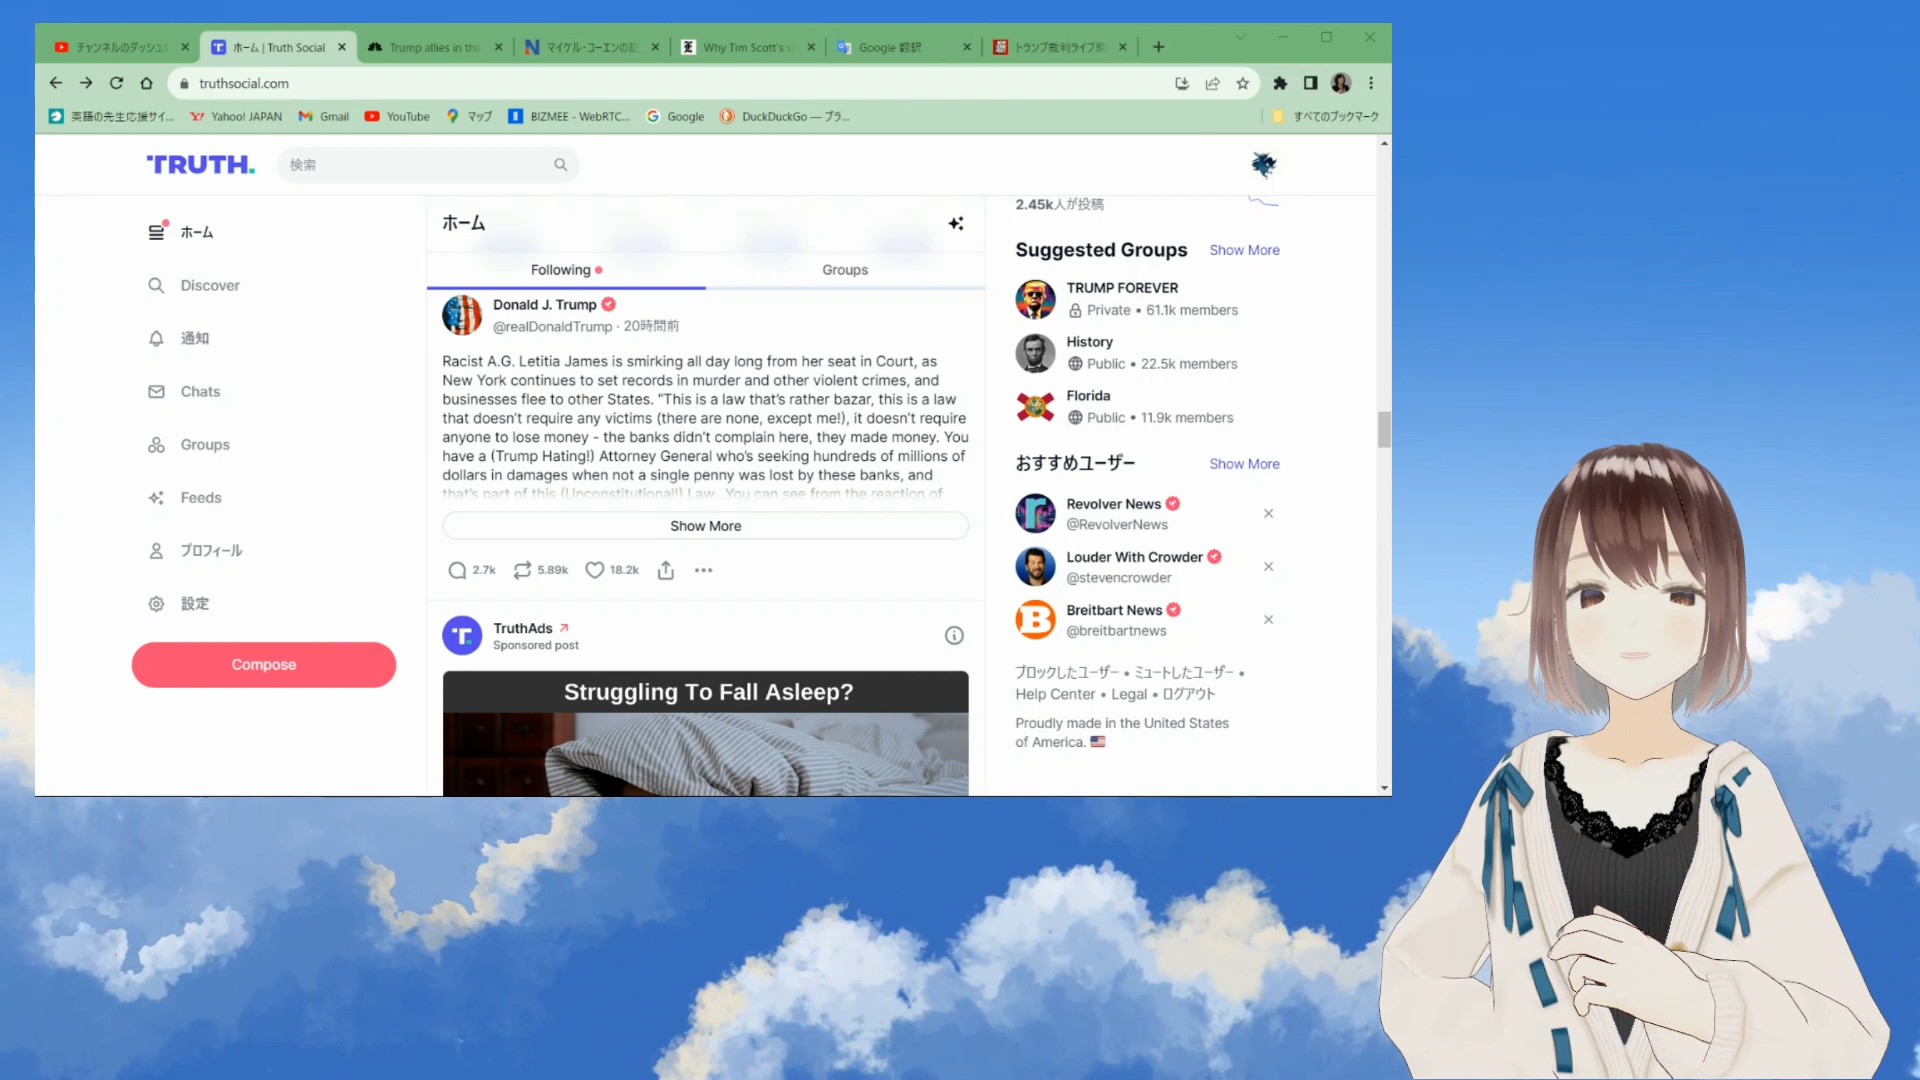 チャンネルのダッシュ
ホーム | Truth Social
Trump allies in the
マイケル・コーエンの記
Why Tim Scott's s
Google 翻訳
トランプ裁判ライブ
truthsocial.com
英語の先生応援サイ...
Yahoo! JAPAN
Gmail
YouTube
マップ
BIZMEE - WebRTC...
Google
DuckDuckGo — プラ...
すべてのブックマーク
TRUTH.
検索
ホーム
Discover
通知
Chats
Groups
Feeds
プロフィール
設定
Compose
ホーム
Following
Groups
Donald J. Trump
@realDonaldTrump · 20時間前
Racist A.G. Letitia James is smirking all day long from her seat in Court, as
New York continues to set records in murder and other violent crimes, and
businesses flee to other States. "This is a law that's rather bazar, this is a law
that doesn't require any victims (there are none, except me!), it doesn't require
anyone to lose money - the banks didn't complain here, they made money. You
have a (Trump Hating!) Attorney General who's seeking hundreds of millions of
dollars in damages when not a single penny was lost by these banks, and
that's part of this (Unconstitutional!) Law...You can see from the reaction of
Show More
2.7k
5.89k
18.2k
TruthAds
Sponsored post
Struggling To Fall Asleep?
2.45k人が投稿
Suggested Groups
Show More
TRUMP FOREVER
Private • 61.1k members
History
Public • 22.5k members
Florida
Public • 11.9k members
おすすめユーザー
Show More
Revolver News
@RevolverNews
Louder With Crowder
@stevencrowder
Breitbart News
@breitbartnews
ブロックしたユーザー • ミュートしたユーザー •
Help Center • Legal • ログアウト
Proudly made in the United States
of America.